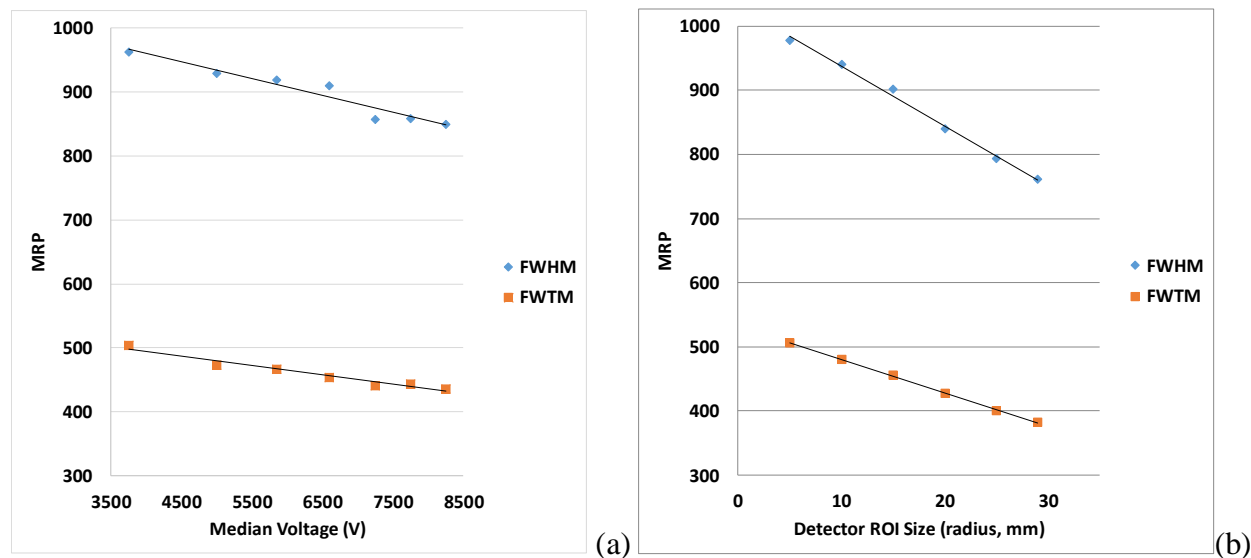 1000
900
800
700
600
500
400
300
MRP
3500 4500 5500 6500 7500 8500
Median Voltage (V)
FWHM
FWTM
(a)
1000
900
800
700
600
500
400
300
MRP
0 10 20 30
Detector ROI Size (radius, mm)
FWHM
FWTM
(b)